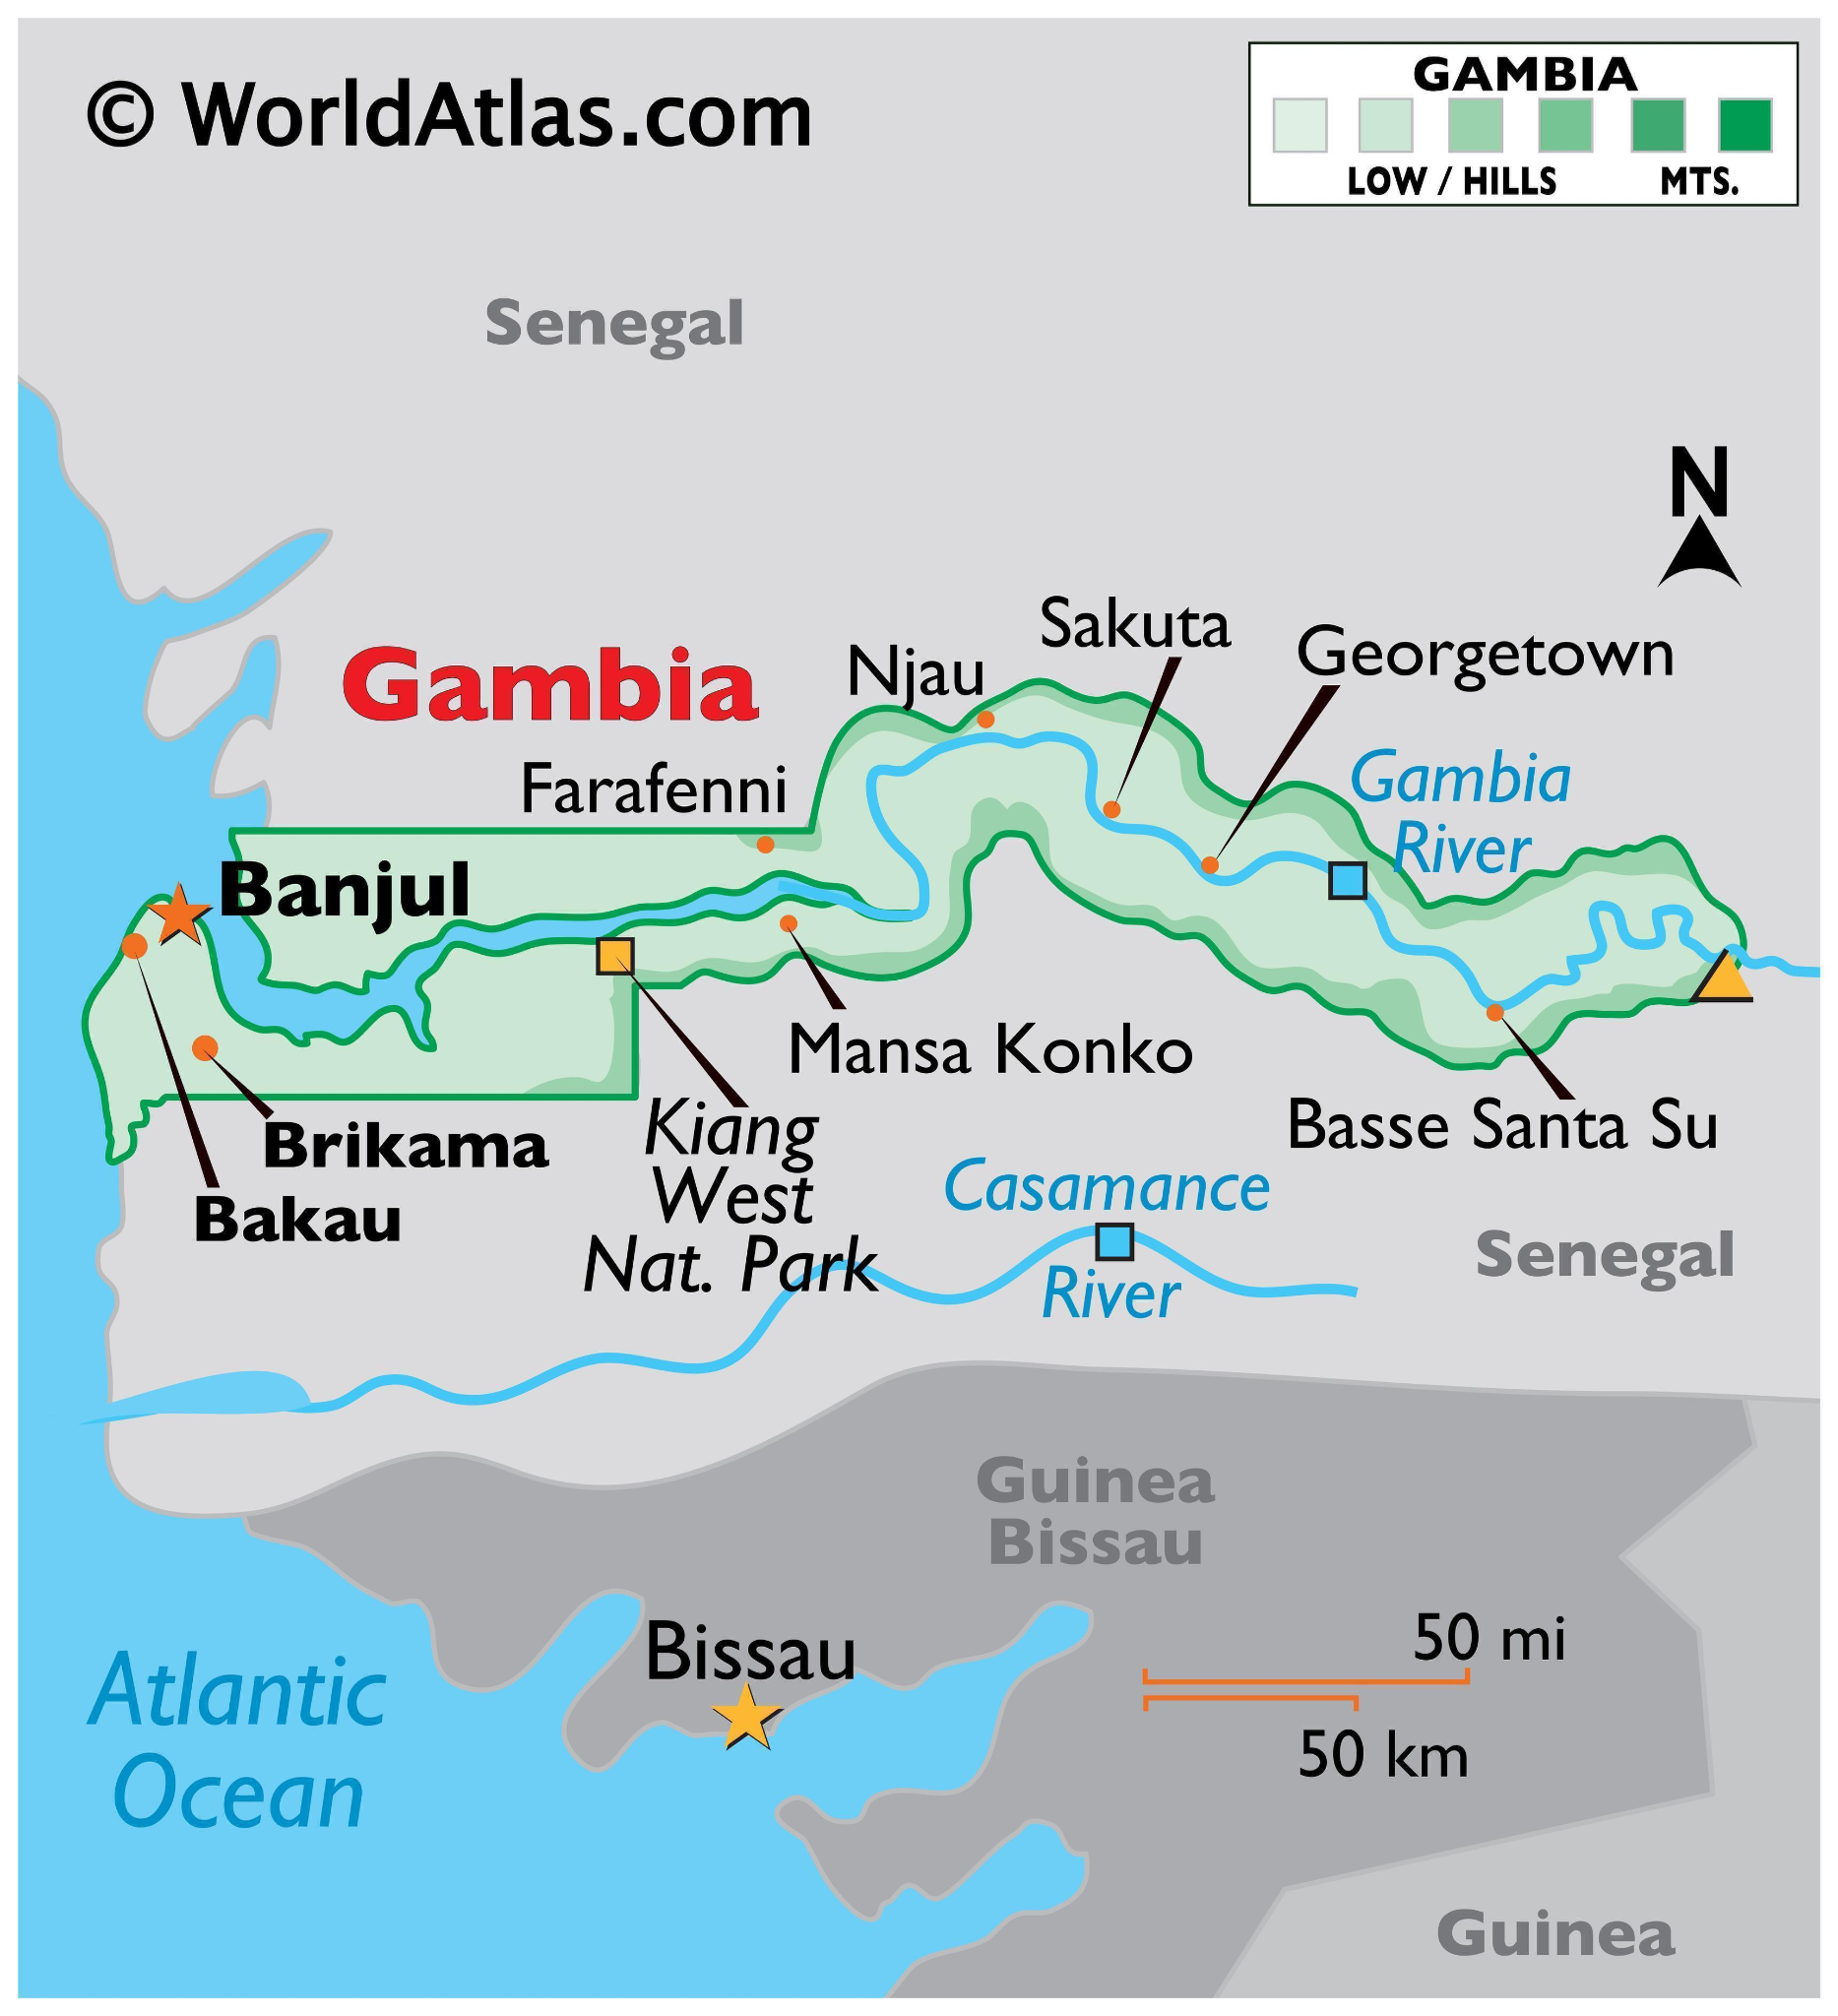 © WorldAtlas.com
GAMBIA
LOW / HILLS
MTS.
Senegal
N
Sakuta
Georgetown
Njau
Gambia
Gambia
River
Farafenni
Banjul
Mansa Konko
Basse Santa Su
Brikama
Bakau
Kiang
West
Nat. Park
Casamance
River
Senegal
Guinea
Bissau
Bissau
50 mi
50 km
Atlantic
Ocean
Guinea